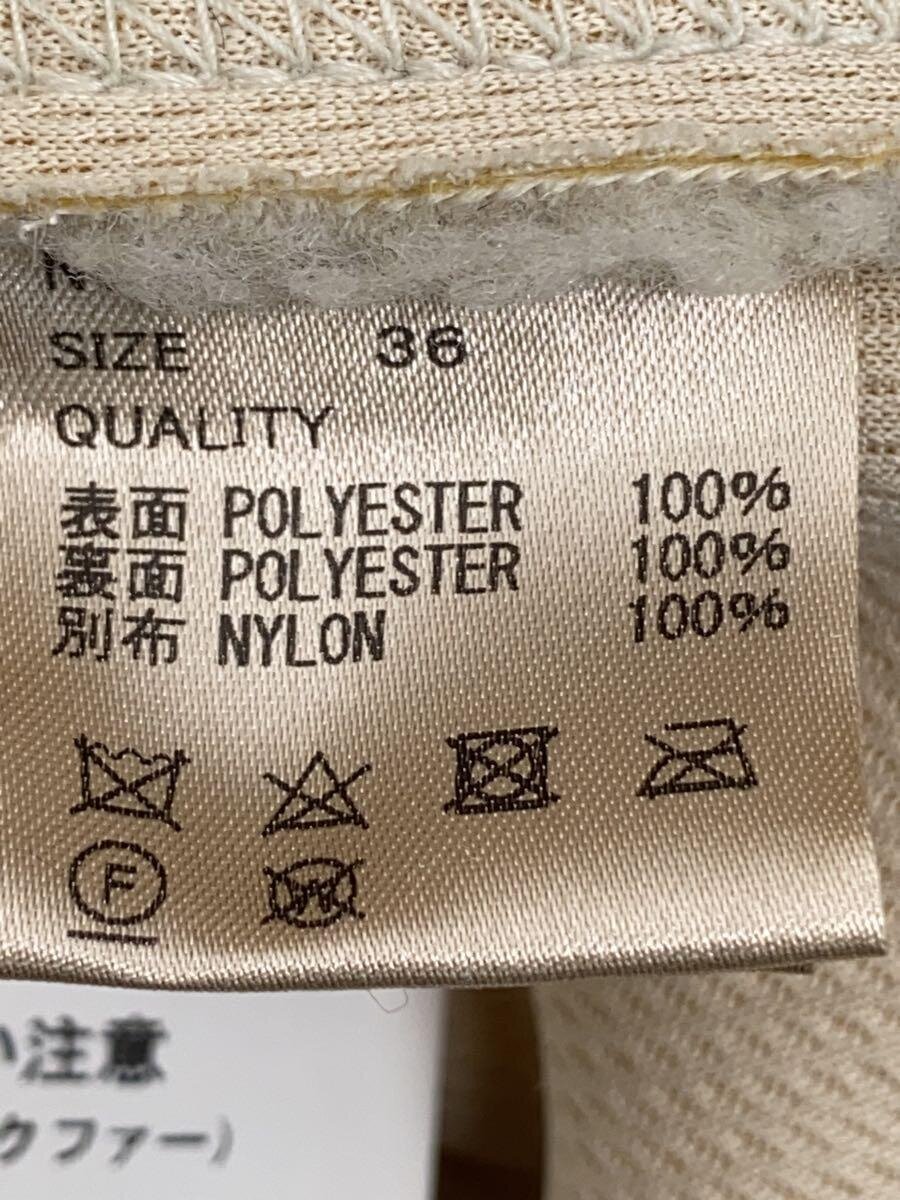 SIZE 36
QUALITY
表面 POLYESTER 100%
裏面 POLYESTER 100%
別布 NYLON 100%
F
W
注意
クファー)